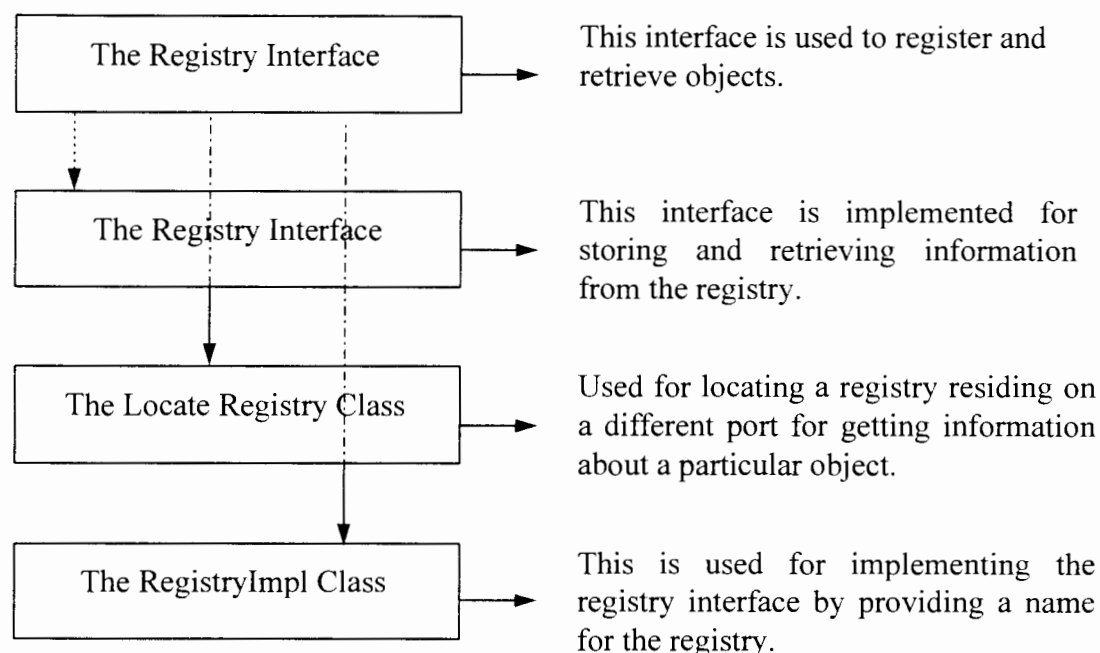 The Registry Interface
This interface is used to register and
retrieve objects.
The Registry Interface
This interface is implemented for
storing and retrieving information
from the registry.
The Locate Registry Class
Used for locating a registry residing on
a different port for getting information
about a particular object.
The RegistryImpl Class
This is used for implementing the
registry interface by providing a name
for the registry.